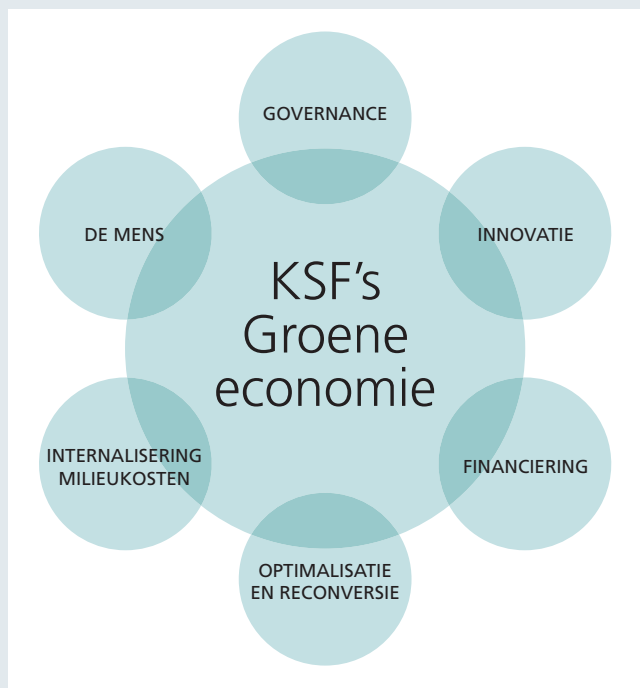 GOVERNANCE
DE MENS
INNOVATIE
KSF's
Groene
economie
INTERNALISERING
MILIEUKOSTEN
FINANCIERING
OPTIMALISATIE
EN RECONVERSIE